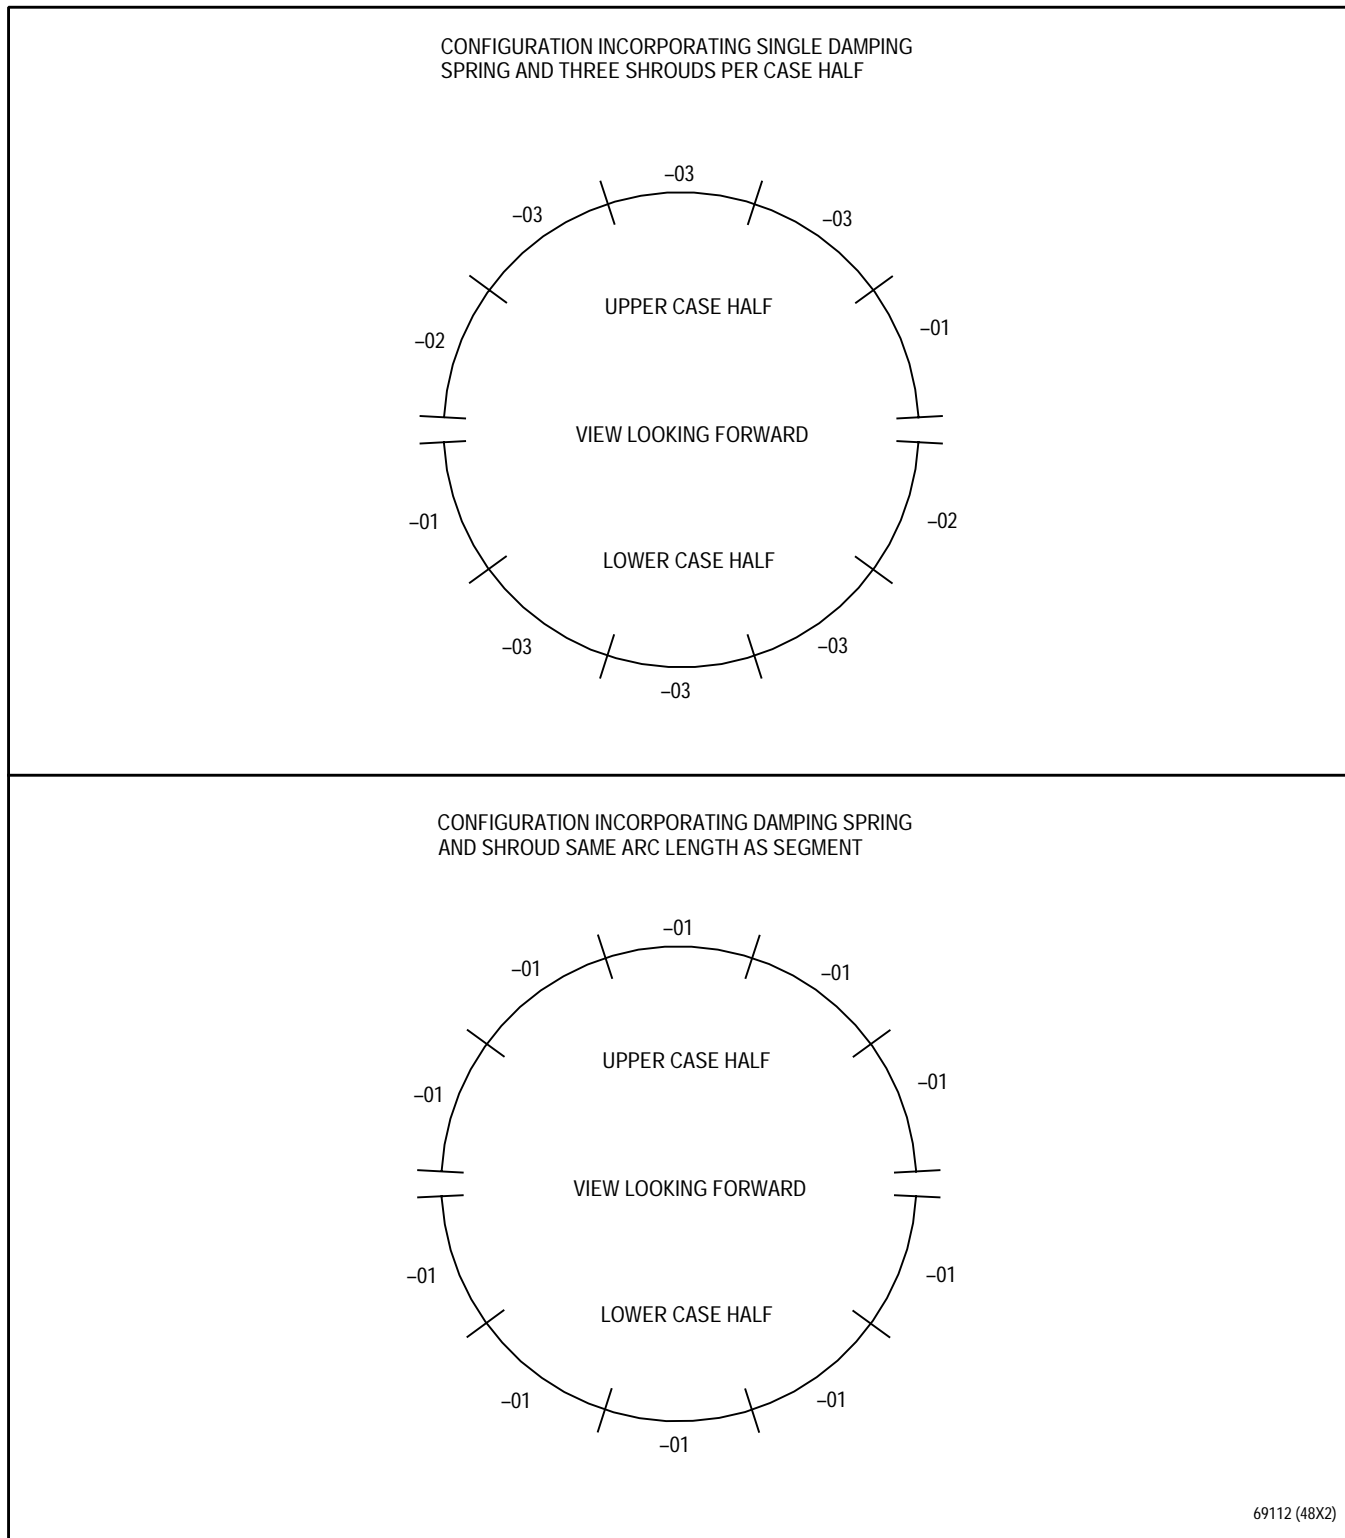 CONFIGURATION INCORPORATING SINGLE DAMPING
SPRING AND THREE SHROUDS PER CASE HALF
–03
–03
–03
UPPER CASE HALF
–01
–02
VIEW LOOKING FORWARD
–01
–02
LOWER CASE HALF
–03
–03
–03
CONFIGURATION INCORPORATING DAMPING SPRING
AND SHROUD SAME ARC LENGTH AS SEGMENT
–01
–01
–01
UPPER CASE HALF
–01
–01
VIEW LOOKING FORWARD
–01
–01
LOWER CASE HALF
–01
–01
–01
69112 (48X2)